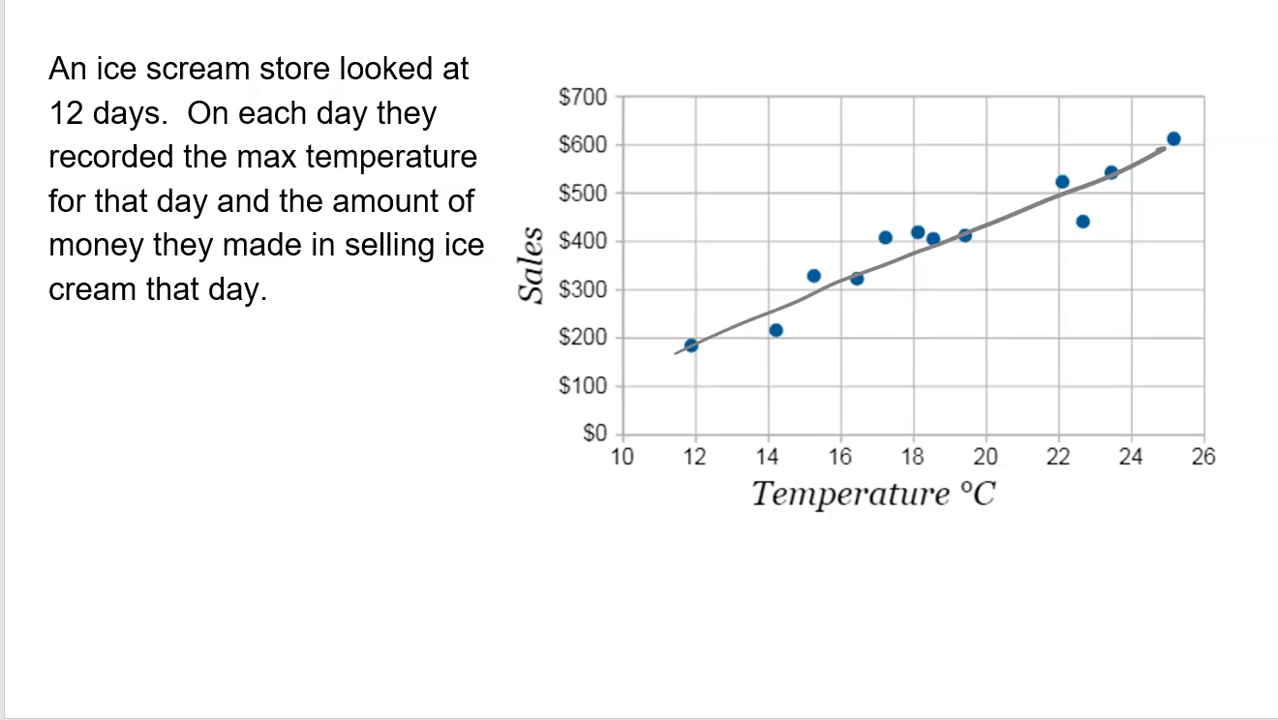 An ice scream store looked at
12 days.  On each day they
recorded the max temperature
for that day and the amount of
money they made in selling ice
cream that day.
$700
$600
$500
$400
$300
$200
$100
$0
Sales
10 12 14 16 18 20 22 24 26
Temperature °C